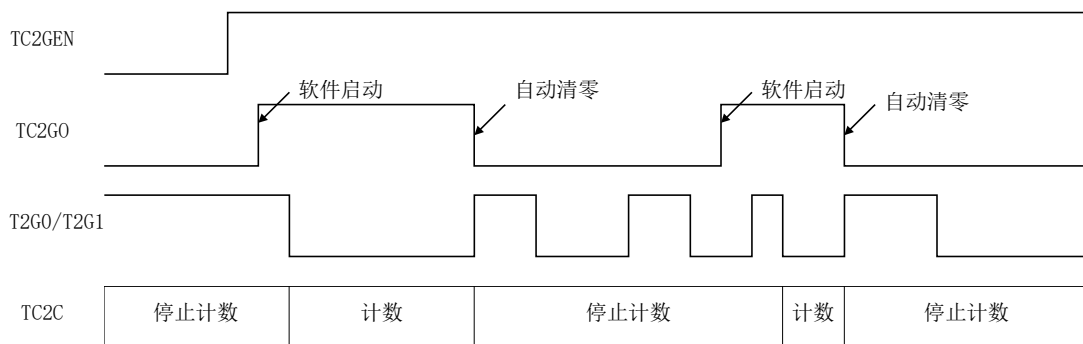 TC2GEN
软件启动
自动清零
软件启动
自动清零
TC2GO
T2G0/T2G1
TC2C
停止计数
计数
停止计数
计数
停止计数